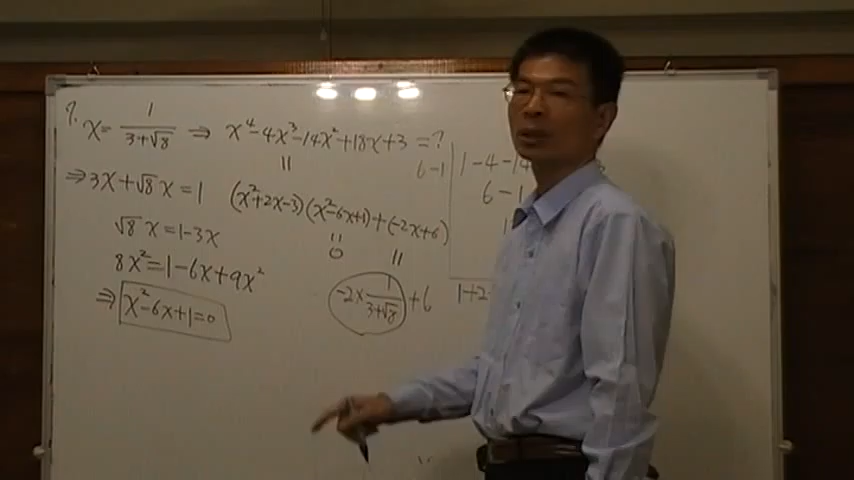 9. x = 1/(3+√8) ⇒ x⁴-4x³-14x²+18x+3 = ?
⇒ 3x+√8 x = 1
(x²+2x-3)(x²-6x+1)+(-2x+6)
√8 x = 1-3x
8x² = 1-6x+9x²
⇒ x²-6x+1=0
=
= 0
=
-2× 1/(3+√8) +6
6-1 | 1-4-14
6-1
1
1+2